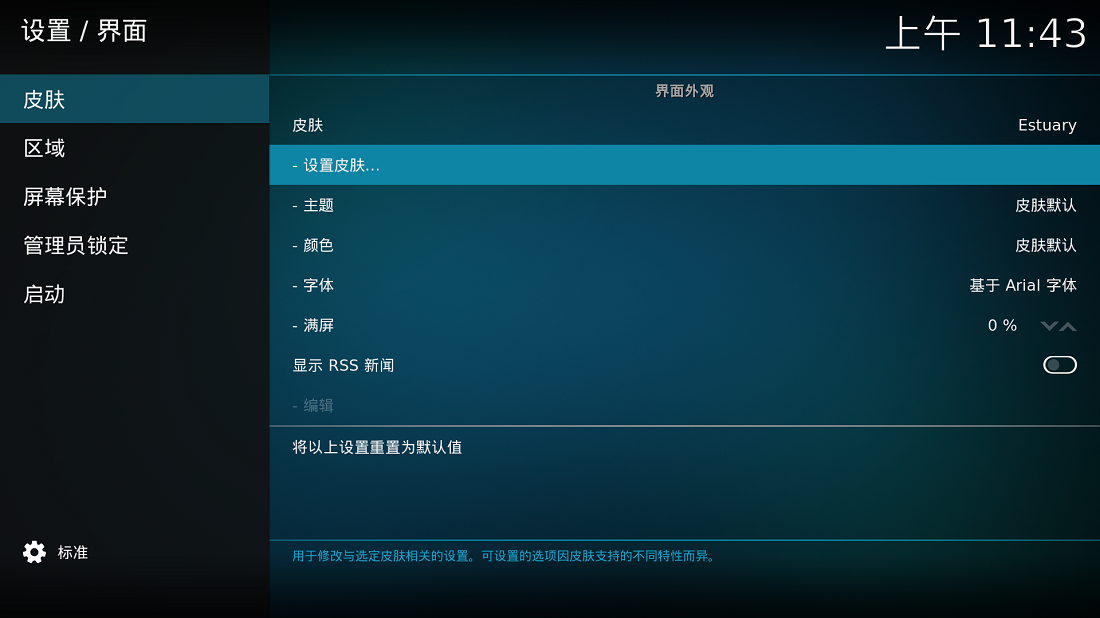 设置 / 界面
上午 11:43
皮肤
区域
屏幕保护
管理员锁定
启动
标准
界面外观
皮肤 Estuary
- 设置皮肤...
- 主题 皮肤默认
- 颜色 皮肤默认
- 字体 基于 Arial 字体
- 满屏 0 %
显示 RSS 新闻
- 编辑
将以上设置重置为默认值
用于修改与选定皮肤相关的设置。可设置的选项因皮肤支持的不同特性而异。